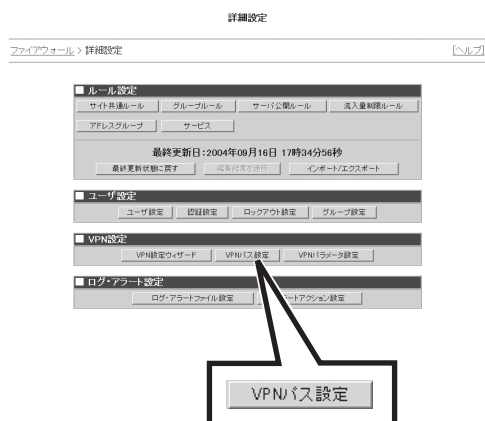 詳細設定
ファイアウォール > 詳細設定 [ヘルプ]
■ ルール設定
サイト共通ルール グループルール サーバ公開ルール 流入量制限ルール
アドレスグループ サービス
最終更新日:2004年09月16日 17時34分56秒
最終更新状態に戻す 編集結果を適用 インポート/エクスポート
■ ユーザ設定
ユーザ設定 認証設定 ロックアウト設定 グループ設定
■ VPN設定
VPN設定ウィザード VPNパス設定 VPNパラメータ設定
■ ログ・アラート設定
ログ・アラートファイル設定 ートアクション設定
VPNパス設定